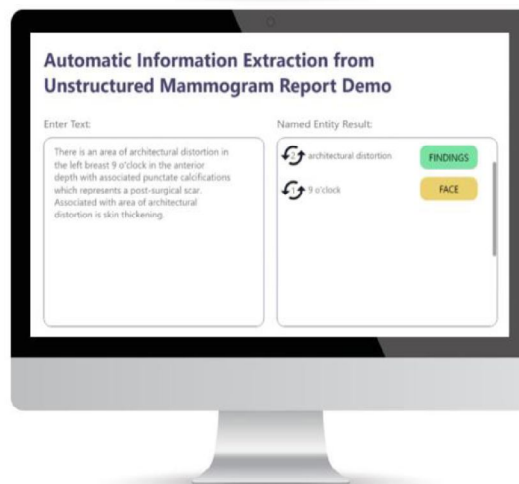 Automatic Information Extraction from
Unstructured Mammogram Report Demo
Enter Text:
There is an area of architectural distortion in
the left breast 9 o'clock in the anterior
depth with associated punctate calcifications
which represents a post-surgical scar.
Associated with area of architectural
distortion is skin thickening.
Named Entity Result:
2 architectural distortion FINDINGS
1 9 o'clock FACE